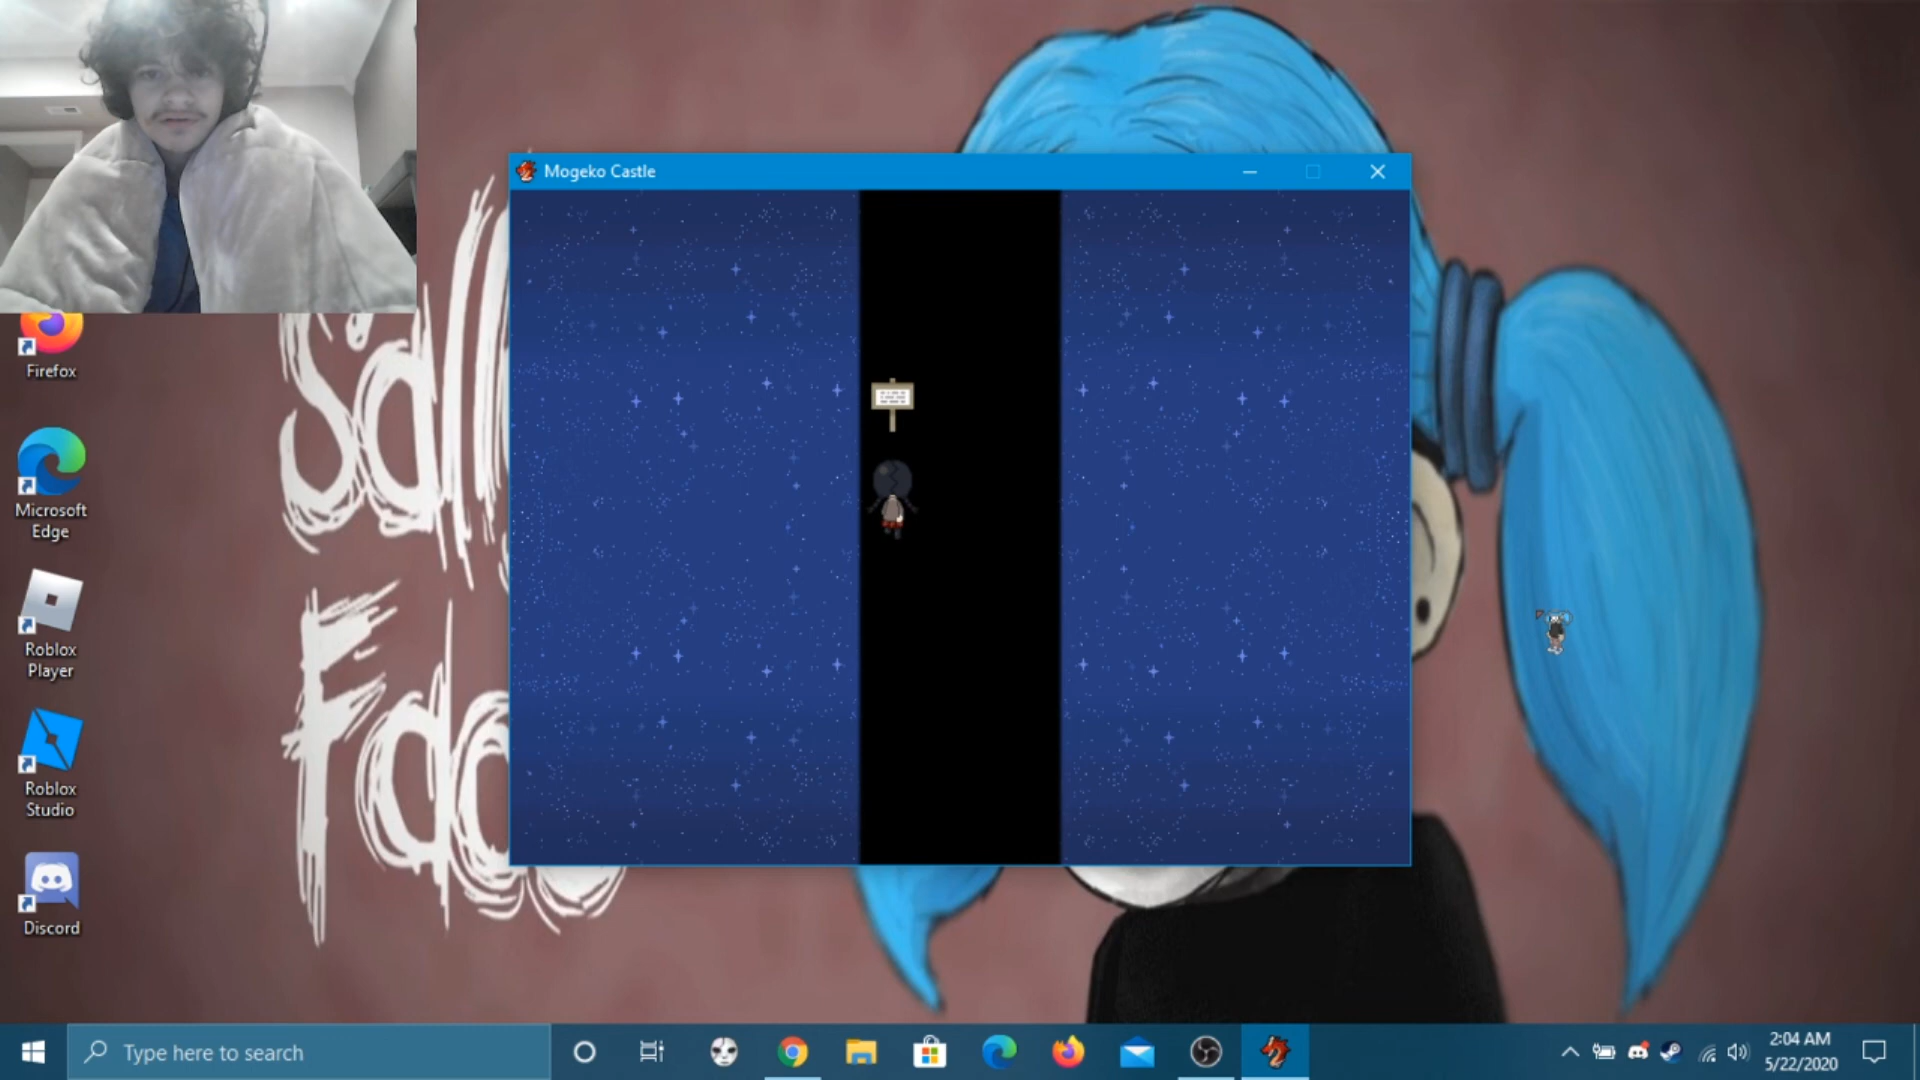 Mogeko Castle
Sally
Firefox
Microsoft
Edge
Roblox
Player
Roblox
Studio
Discord
Type here to search
2:04 AM
5/22/2020